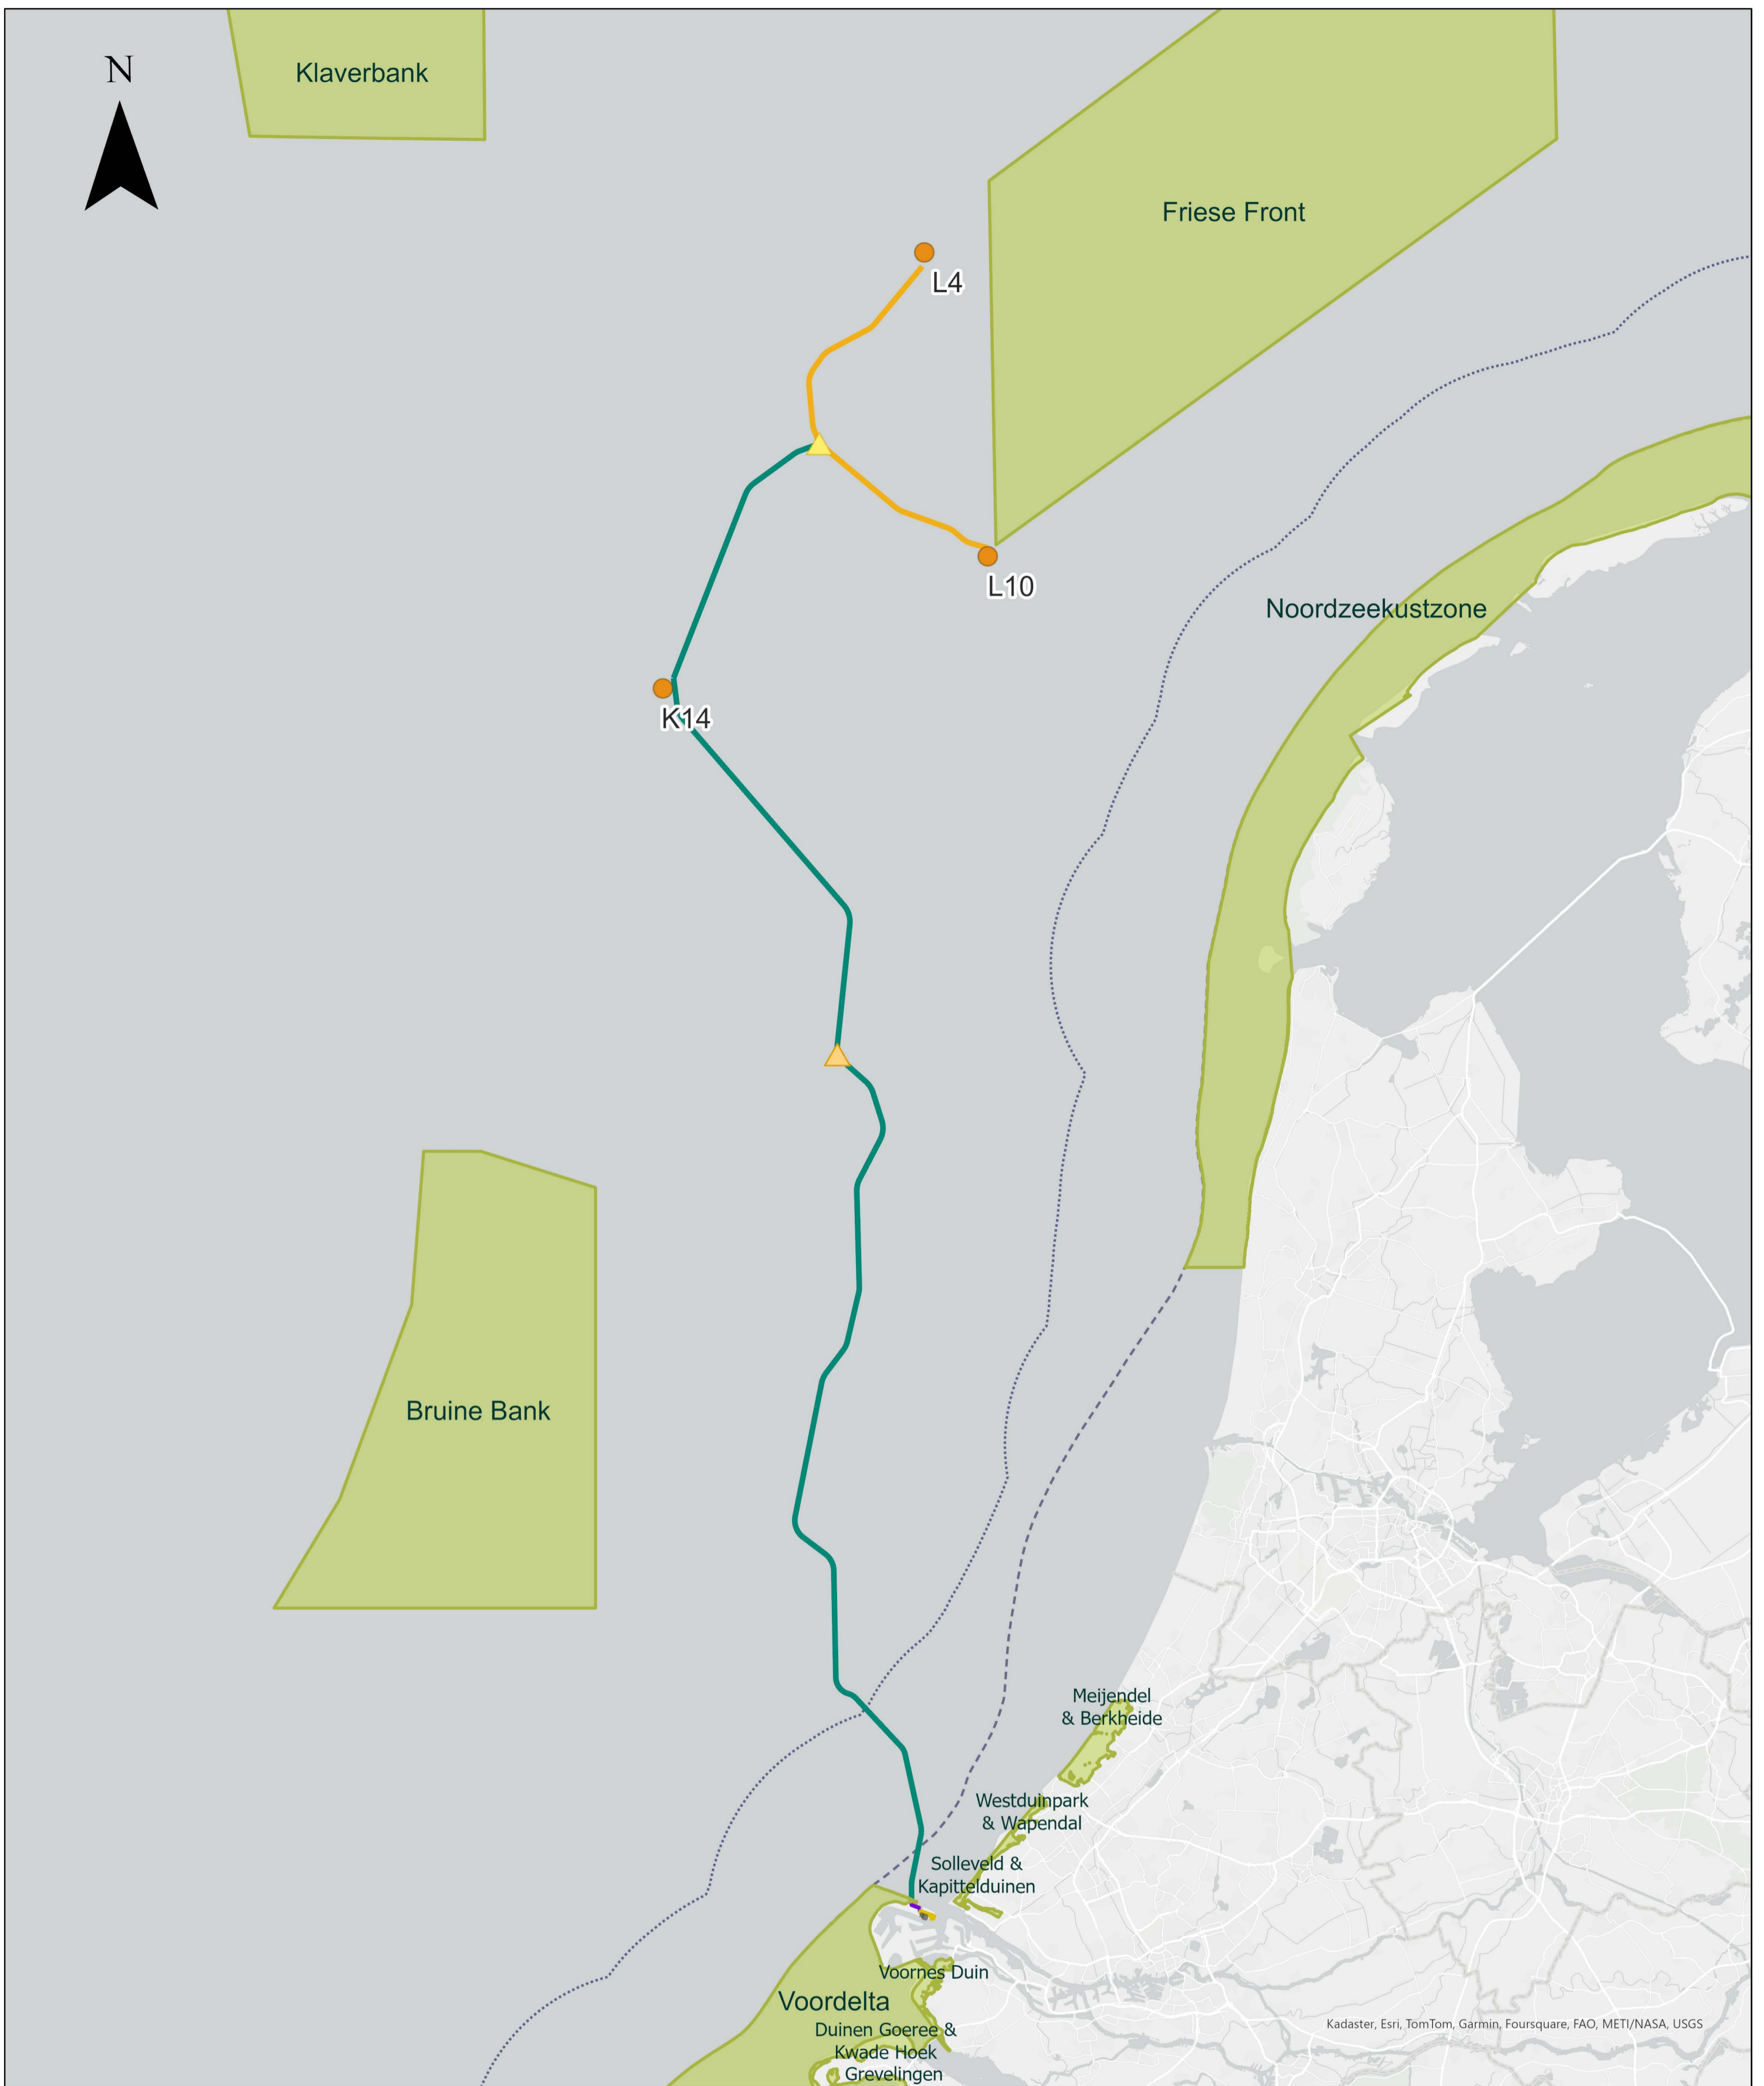 N
Klaverbank
Friese Front
L4
L10
Noordzeekustzone
K14
Bruine Bank
Meijendel
& Berkheide
Westduinpark
& Wapendal
Solleveld &
Kapittelduinen
Voornes Duin
Voordelta
Duinen Goeree &
Kwade Hoek
Grevelingen
Kadaster, Esri, TomTom, Garmin, Foursquare, FAO, METI/NASA, USGS